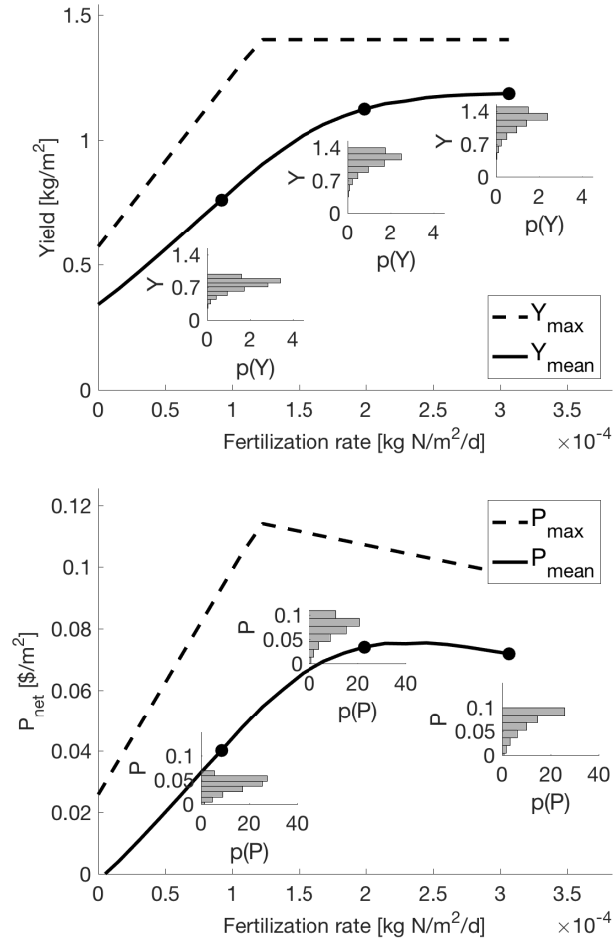 1.5
1
0.5
0
Yield [kg/m²]
1.4
0.7
0
Y
0 2 4
p(Y)
1.4
0.7
0
Y
0 2 4
p(Y)
1.4
0.7
0
Y
0 2 4
p(Y)
Y_max
Y_mean
0 0.5 1 1.5 2 2.5 3 3.5
Fertilization rate [kg N/m²/d] ×10⁻⁴
0.12
0.1
0.08
0.06
0.04
0.02
0
P_net [$/m²]
P_max
P_mean
0.1
0.05
0
P
0 20 40
p(P)
0.1
0.05
0
P
0 20 40
p(P)
0.1
0.05
0
P
0 20 40
p(P)
0 0.5 1 1.5 2 2.5 3 3.5
Fertilization rate [kg N/m²/d] ×10⁻⁴